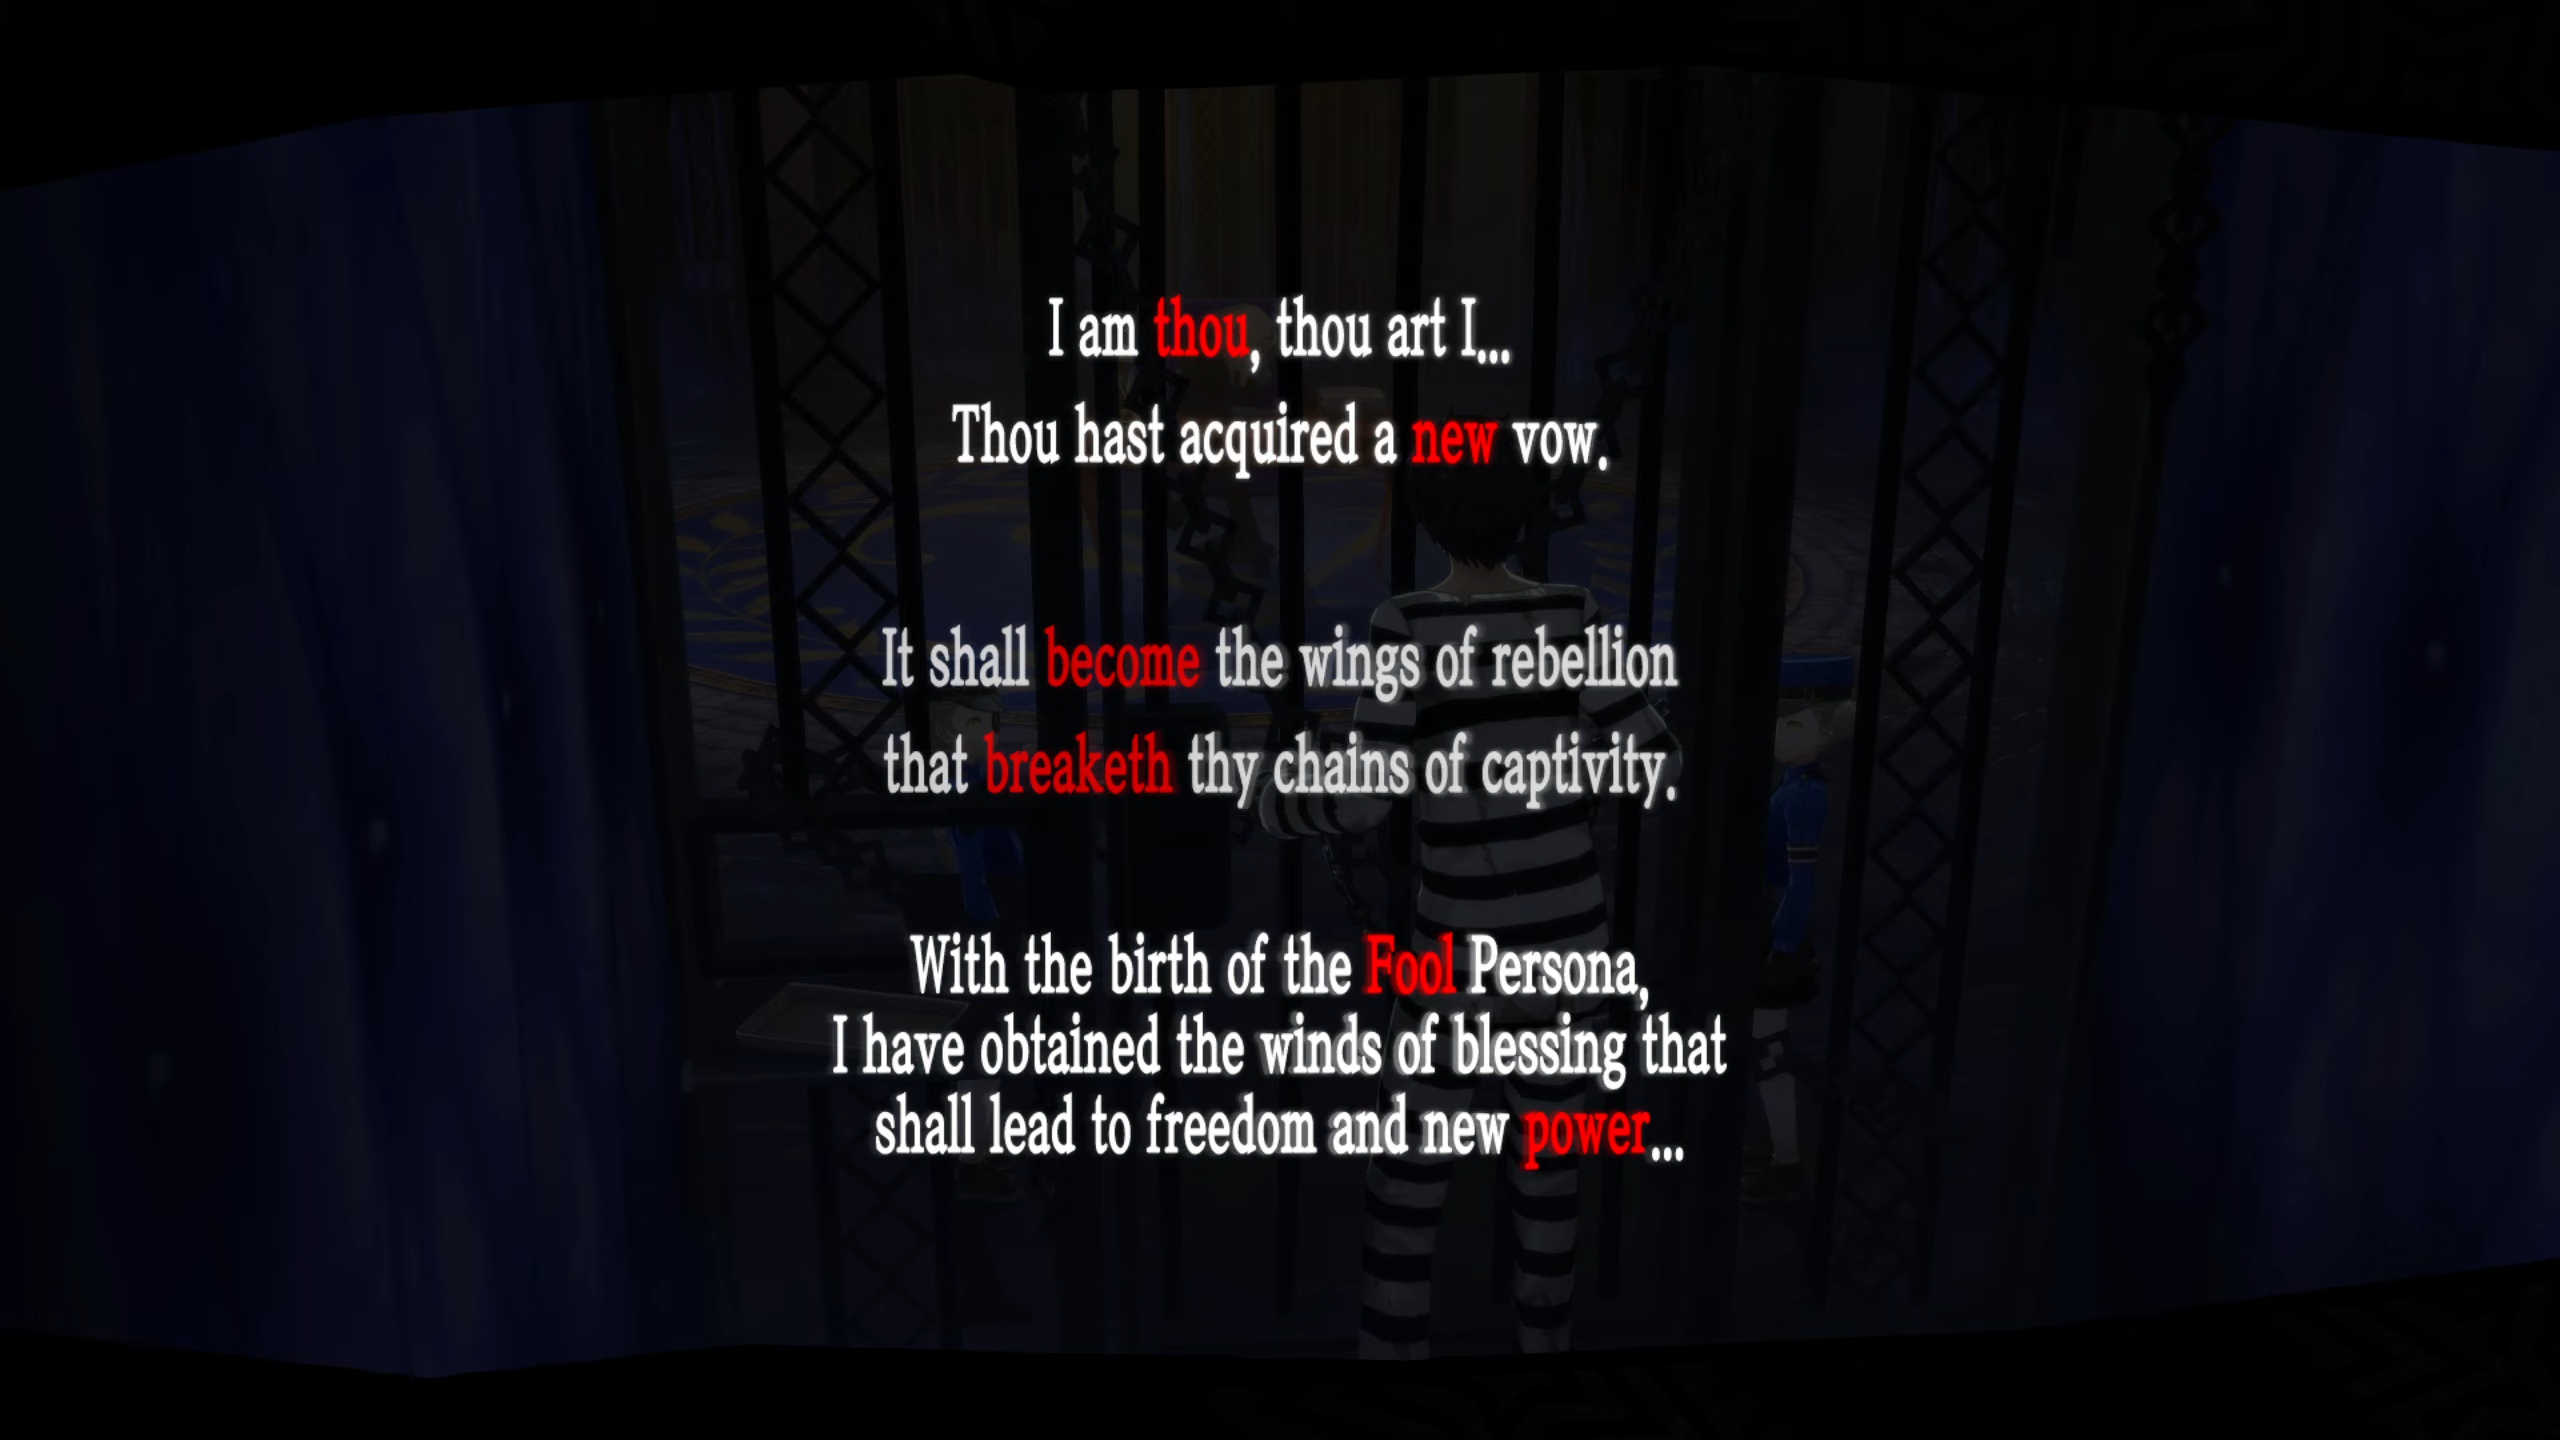 I am thou, thou art I...
Thou hast acquired a new vow.
It shall become the wings of rebellion
that breaketh thy chains of captivity.
With the birth of the Fool Persona,
I have obtained the winds of blessing that
shall lead to freedom and new power...